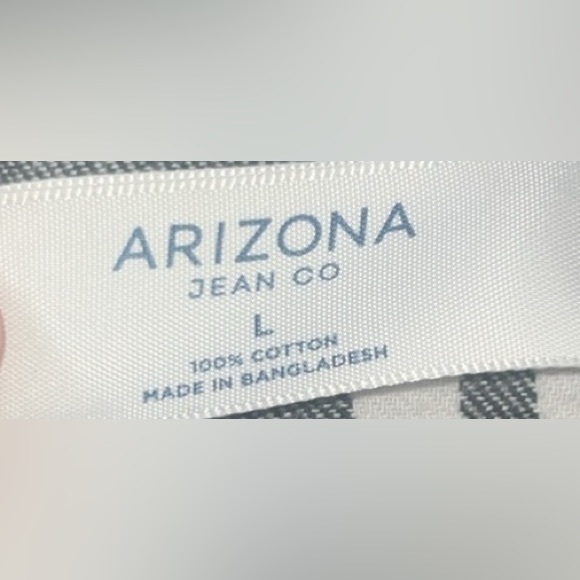 ARIZONA
JEAN CO
L
100% COTTON
MADE IN BANGLADESH